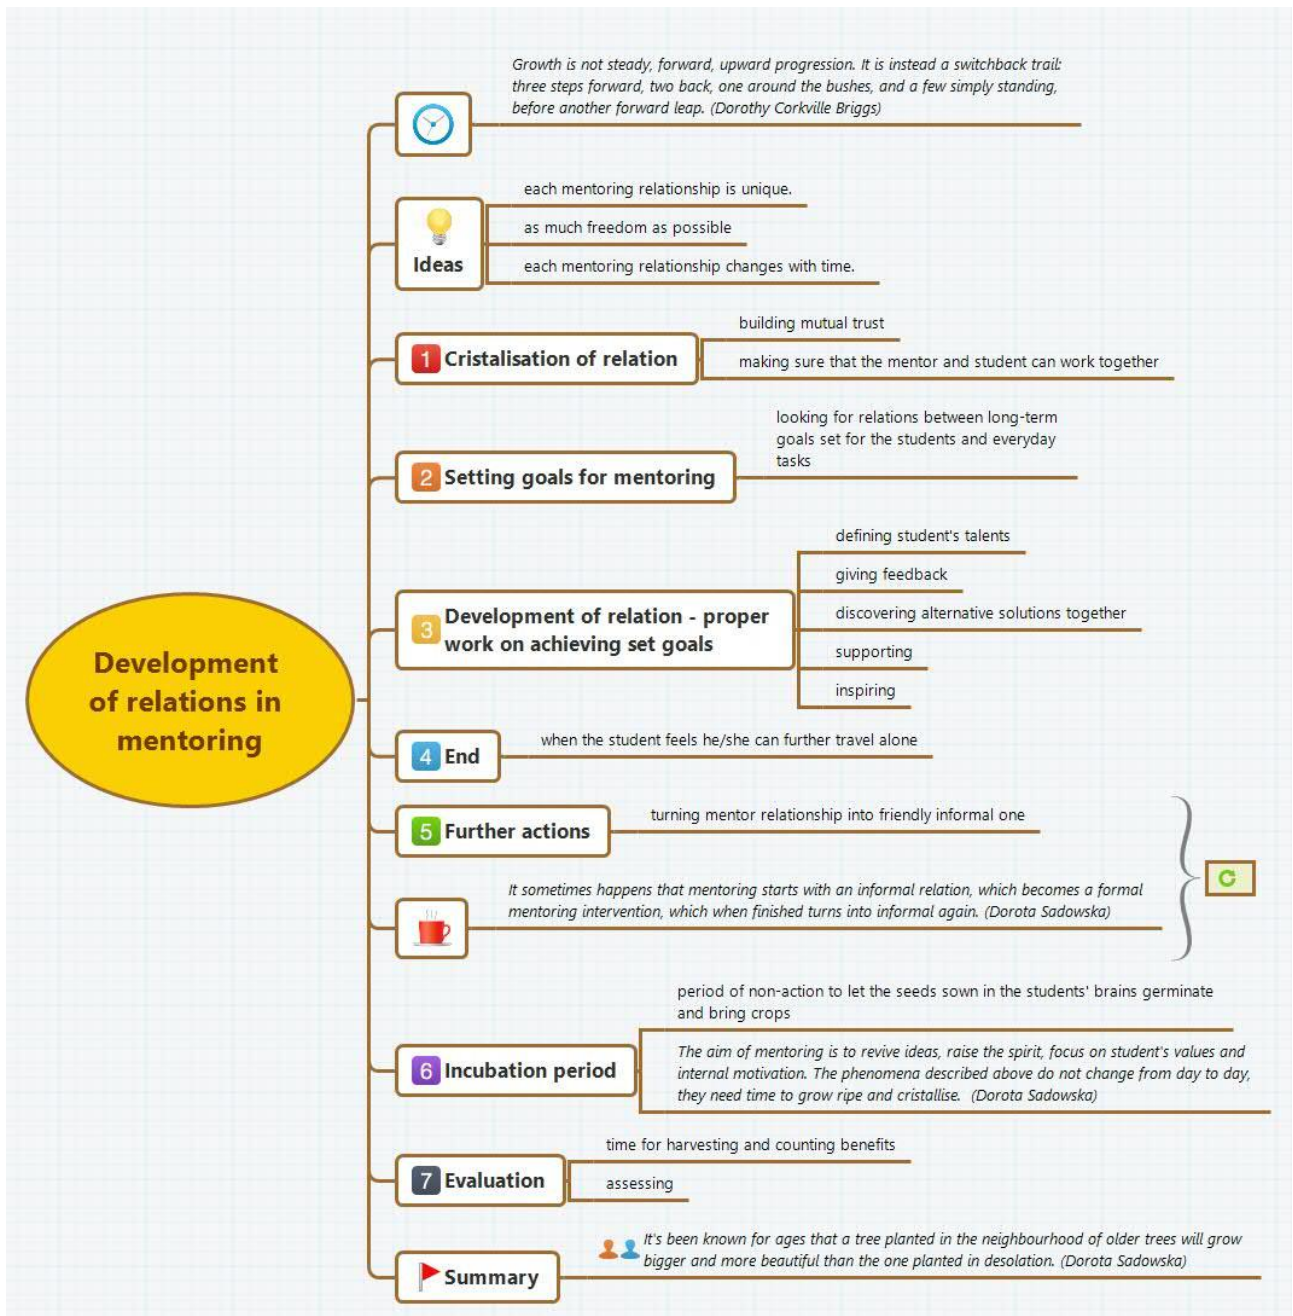 Growth is not steady, forward, upward progression. It is instead a switchback trail:
three steps forward, two back, one around the bushes, and a few simply standing,
before another forward leap. (Dorothy Corkville Briggs)
Ideas
each mentoring relationship is unique.
as much freedom as possible
each mentoring relationship changes with time.
1 Cristalisation of relation
building mutual trust
making sure that the mentor and student can work together
2 Setting goals for mentoring
looking for relations between long-term
goals set for the students and everyday
tasks
3 Development of relation - proper
work on achieving set goals
defining student's talents
giving feedback
discovering alternative solutions together
supporting
inspiring
Development
of relations in
mentoring
4 End
when the student feels he/she can further travel alone
5 Further actions
turning mentor relationship into friendly informal one
It sometimes happens that mentoring starts with an informal relation, which becomes a formal
mentoring intervention, which when finished turns into informal again. (Dorota Sadowska)
6 Incubation period
period of non-action to let the seeds sown in the students' brains germinate
and bring crops
The aim of mentoring is to revive ideas, raise the spirit, focus on student's values and
internal motivation. The phenomena described above do not change from day to day,
they need time to grow ripe and cristallise. (Dorota Sadowska)
7 Evaluation
time for harvesting and counting benefits
assessing
Summary
It's been known for ages that a tree planted in the neighbourhood of older trees will grow
bigger and more beautiful than the one planted in desolation. (Dorota Sadowska)